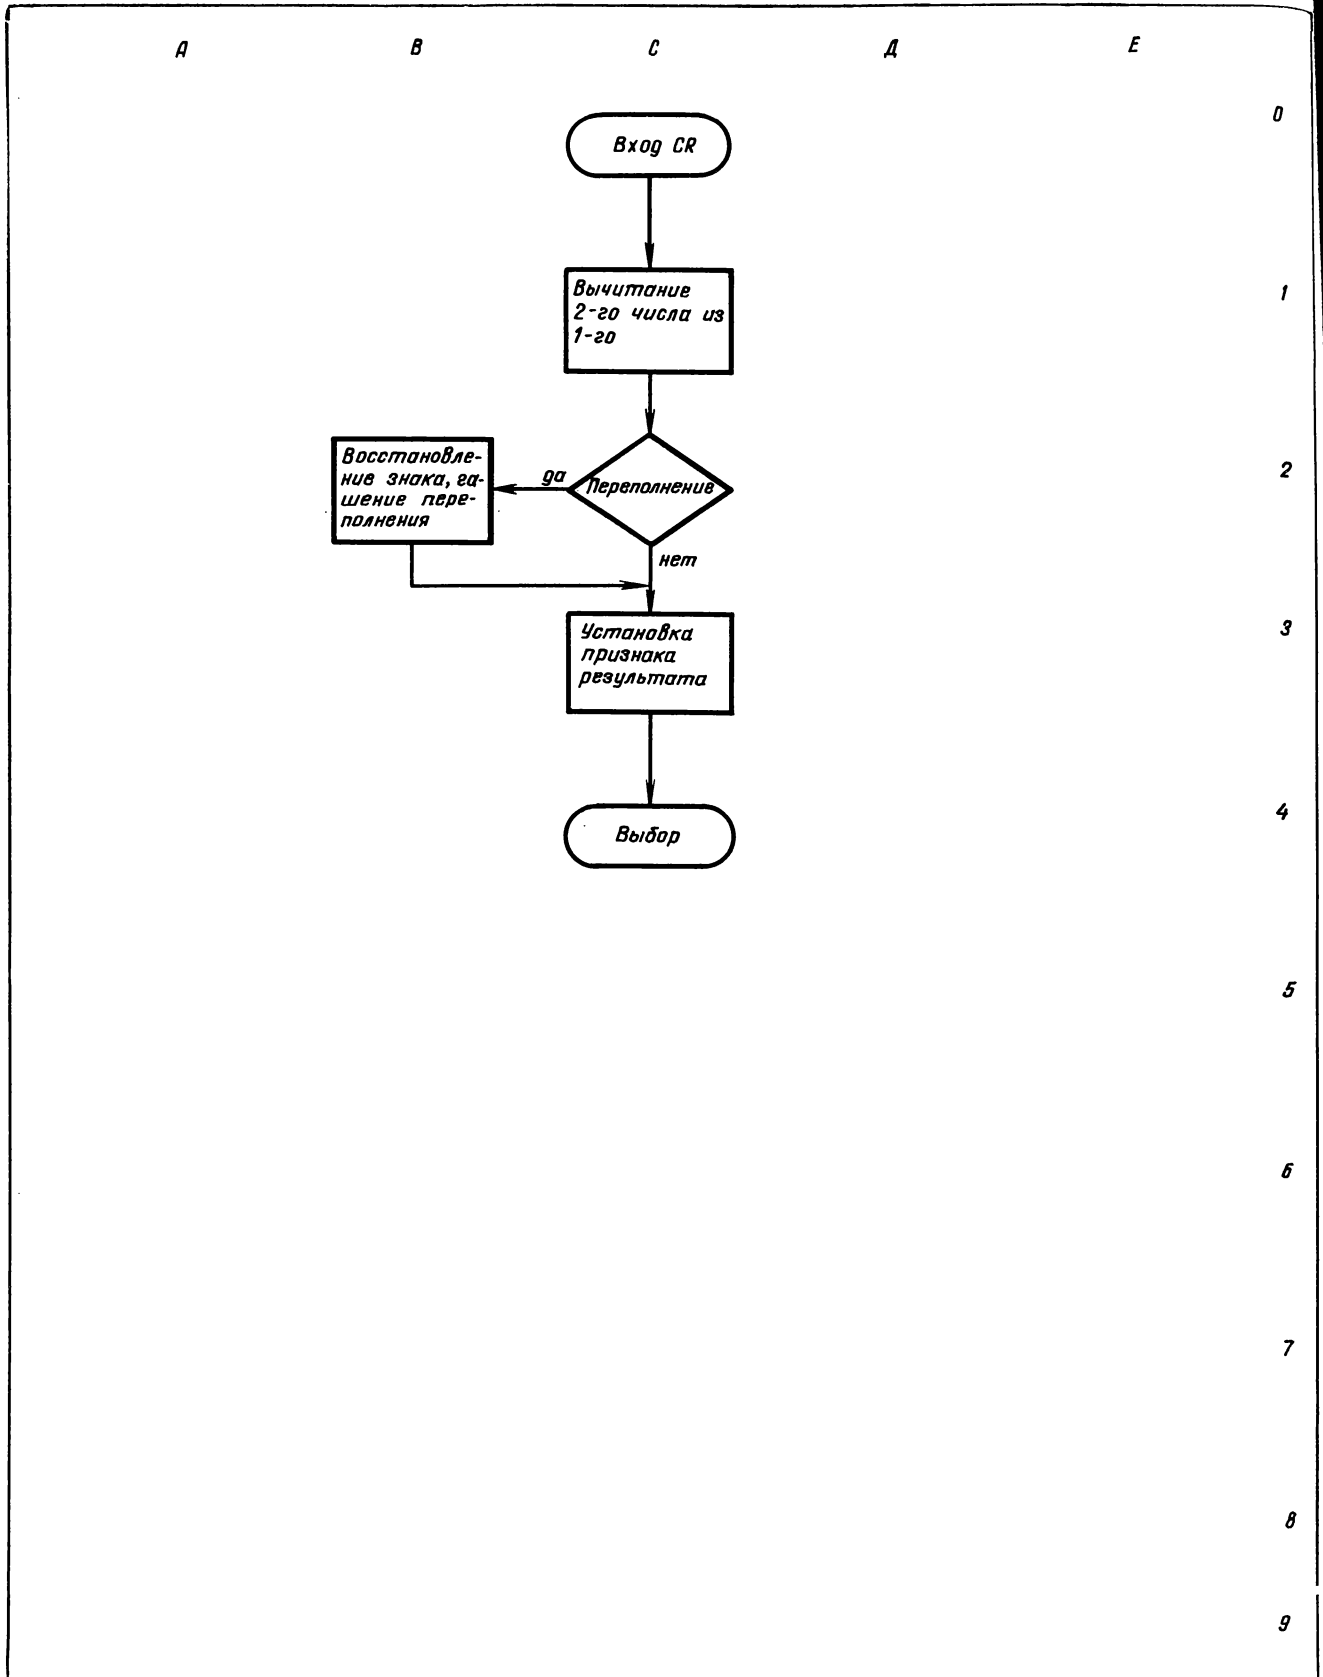 А В С Д Е
0
Вход CR
Вычитание
2-го числа из
1-го
1
Восстановле-
ние знака, га-
шение пере-
полнения
да
Переполнение
2
нет
Установка
признака
результата
3
Выбор
4
5
6
7
8
9